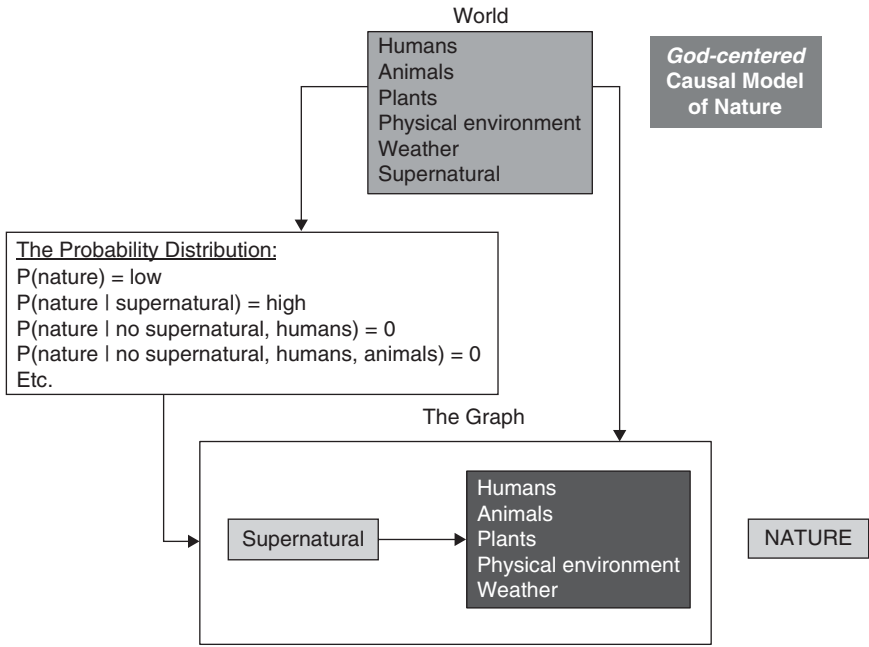 World
Humans
Animals
Plants
Physical environment
Weather
Supernatural
God-centered
Causal Model
of Nature
The Probability Distribution:
P(nature) = low
P(nature | supernatural) = high
P(nature | no supernatural, humans) = 0
P(nature | no supernatural, humans, animals) = 0
Etc.
The Graph
Supernatural
Humans
Animals
Plants
Physical environment
Weather
NATURE